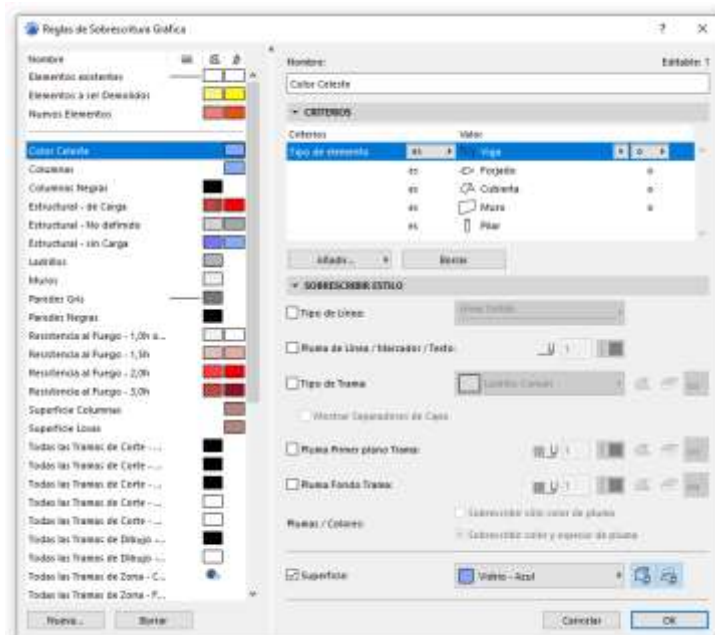 Reglas de Sobrescritura Gráfica
Nombre
Elementos existentes
Elementos a ser Demolidos
Nuevos Elementos
Color Celeste
Columnas
Columnas Negras
Estructural - de Carga
Estructural - No definido
Estructural - sin Carga
Ladrillos
Muros
Paredes Gris
Paredes Negras
Resistencia al Fuego - 1,0h o...
Resistencia al Fuego - 1,5h
Resistencia al Fuego - 2,0h
Resistencia al Fuego - 3,0h
Superficie Columnas
Superficie Losas
Todas las Tramas de Corte -...
Todas las Tramas de Corte -...
Todas las Tramas de Corte -...
Todas las Tramas de Corte -...
Todas las Tramas de Corte -...
Todas las Tramas de Dibujo -...
Todas las Tramas de Dibujo -...
Todas las Tramas de Zona - C...
Todas las Tramas de Zona - F...
Nueva...
Borrar
Nombre:
Editable: 1
Color Celeste
CRITERIOS
Criterios
Valor
Tipo de elemento es Viga o
es Forjado o
es Cubierta o
es Muro o
es Pilar
Añadir...
Borrar
SOBRESCRIBIR ESTILO
Tipo de Línea:
Pluma de Línea / Marcador / Texto:
1
Tipo de Trama
Ladrillo Común
Mostrar Separadores de Capa
Pluma Primer plano Trama:
1
Pluma Fondo Trama:
1
Plumas / Colores:
Sobrescribir sólo color de pluma
Sobrescribir color y espesor de pluma
Superficie:
Vidrio - Azul
Cancelar
OK